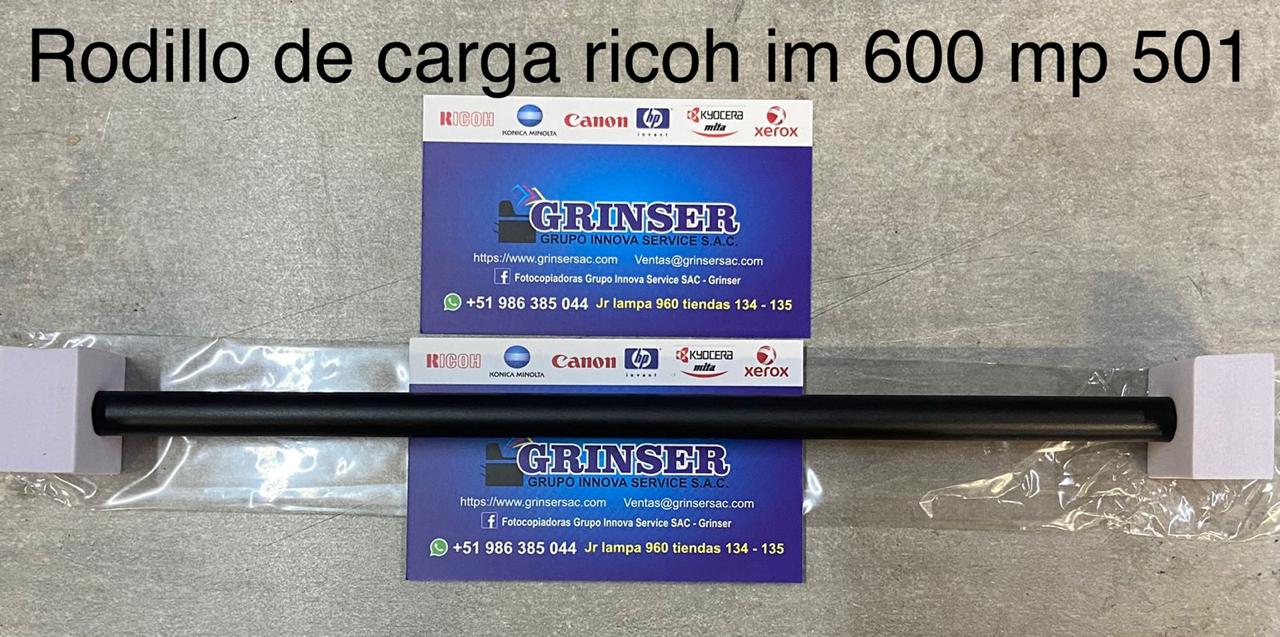 Rodillo de carga ricoh im 600 mp 501
RICOH KONICA MINOLTA Canon hp invent KYOCERA mita xerox
GRINSER
GRUPO INNOVA SERVICE S.A.C.
https://www.grinsersac.com Ventas@grinsersac.com
f Fotocopiadoras Grupo Innova Service SAC - Grinser
+51 986 385 044 Jr lampa 960 tiendas 134 - 135
RICOH KONICA MINOLTA Canon hp invent KYOCERA mita xerox
GRINSER
GRUPO INNOVA SERVICE S.A.C.
https://www.grinsersac.com Ventas@grinsersac.com
f Fotocopiadoras Grupo Innova Service SAC - Grinser
+51 986 385 044 Jr lampa 960 tiendas 134 - 135